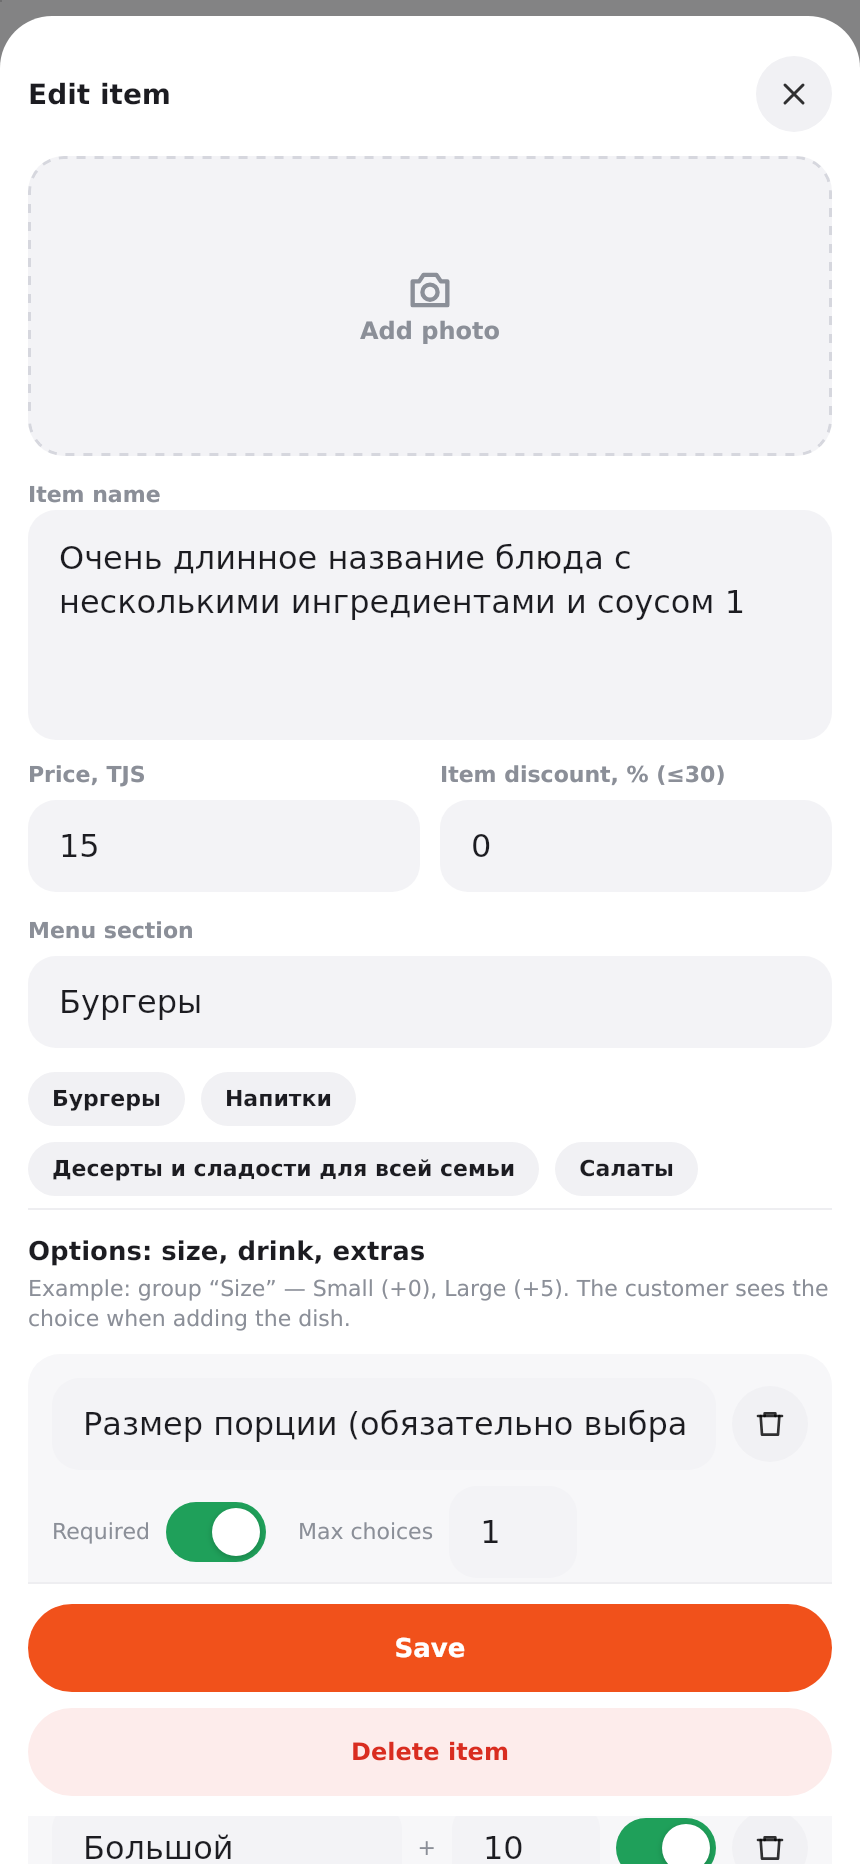 Edit item
Add photo
Item name
Очень длинное название блюда с
несколькими ингредиентами и соусом 1
Price, TJS
Item discount, % (≤30)
15
0
Menu section
Бургеры
Бургеры
Напитки
Десерты и сладости для всей семьи
Салаты
Options: size, drink, extras
Example: group “Size” — Small (+0), Large (+5). The customer sees the
choice when adding the dish.
Размер порции (обязательно выбра
Required
Max choices
1
Save
Delete item
Большой
+
10